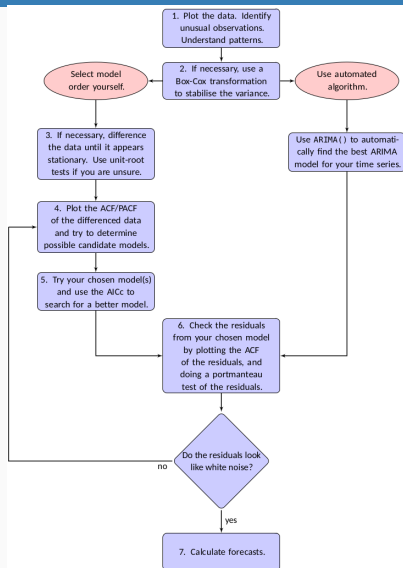 1. Plot the data. Identify
unusual observations.
Understand patterns.
Select model
order yourself.
2. If necessary, use a
Box-Cox transformation
to stabilise the variance.
Use automated
algorithm.
3. If necessary, difference
the data until it appears
stationary. Use unit-root
tests if you are unsure.
Use ARIMA() to automati-
cally find the best ARIMA
model for your time series.
4. Plot the ACF/PACF
of the differenced data
and try to determine
possible candidate models.
5. Try your chosen model(s)
and use the AICc to
search for a better model.
6. Check the residuals
from your chosen model
by plotting the ACF
of the residuals, and
doing a portmanteau
test of the residuals.
Do the residuals look
like white noise?
no
yes
7. Calculate forecasts.